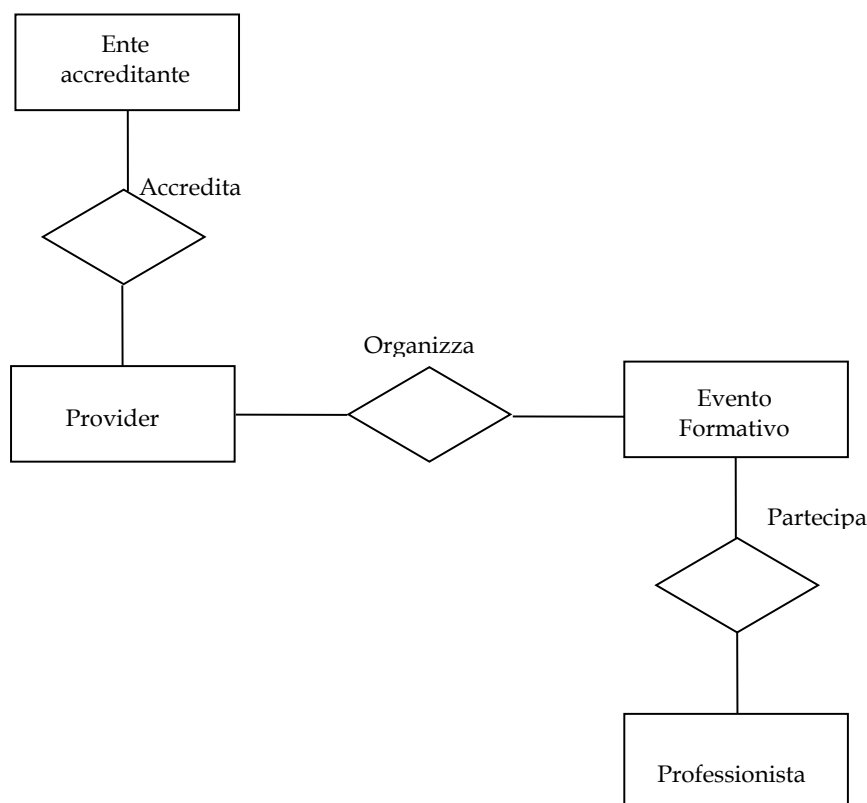 Ente
accreditante
Accredita
Organizza
Provider
Evento
Formativo
Partecipa
Professionista